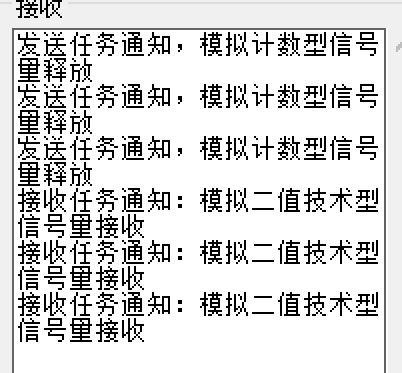 接收
发送任务通知，模拟计数型信号
量释放
发送任务通知，模拟计数型信号
量释放
发送任务通知，模拟计数型信号
量释放
接收任务通知：模拟二值技术型
信号量接收
接收任务通知：模拟二值技术型
信号量接收
接收任务通知：模拟二值技术型
信号量接收